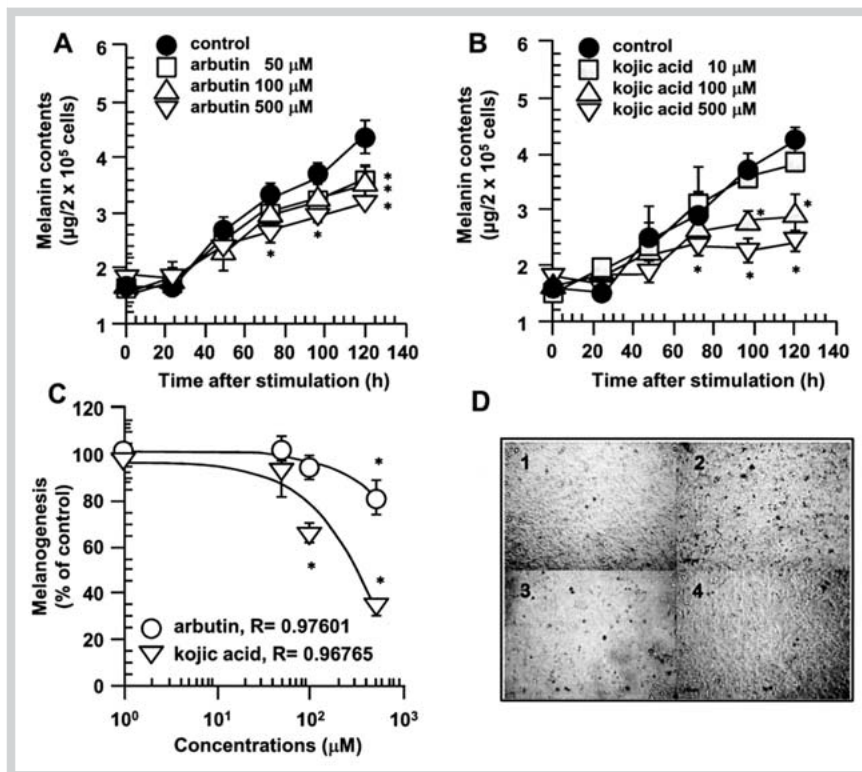 A
control
arbutin 50 µM
arbutin 100 µM
arbutin 500 µM
Melanin contents
(µg/2 x 10⁵ cells)
6
5
4
3
2
1
0 20 40 60 80 100 120 140
Time after stimulation (h)
*
*
*
*
*
B
control
kojic acid 10 µM
kojic acid 100 µM
kojic acid 500 µM
Melanin contents
(µg/2 x 10⁵ cells)
6
5
4
3
2
1
0 20 40 60 80 100 120 140
Time after stimulation (h)
*
*
*
*
*
C
Melanogenesis
(% of control)
120
100
80
60
40
20
0
10⁰ 10¹ 10² 10³
Concentrations (µM)
*
*
*
arbutin, R= 0.97601
kojic acid, R= 0.96765
D
1
2
3
4